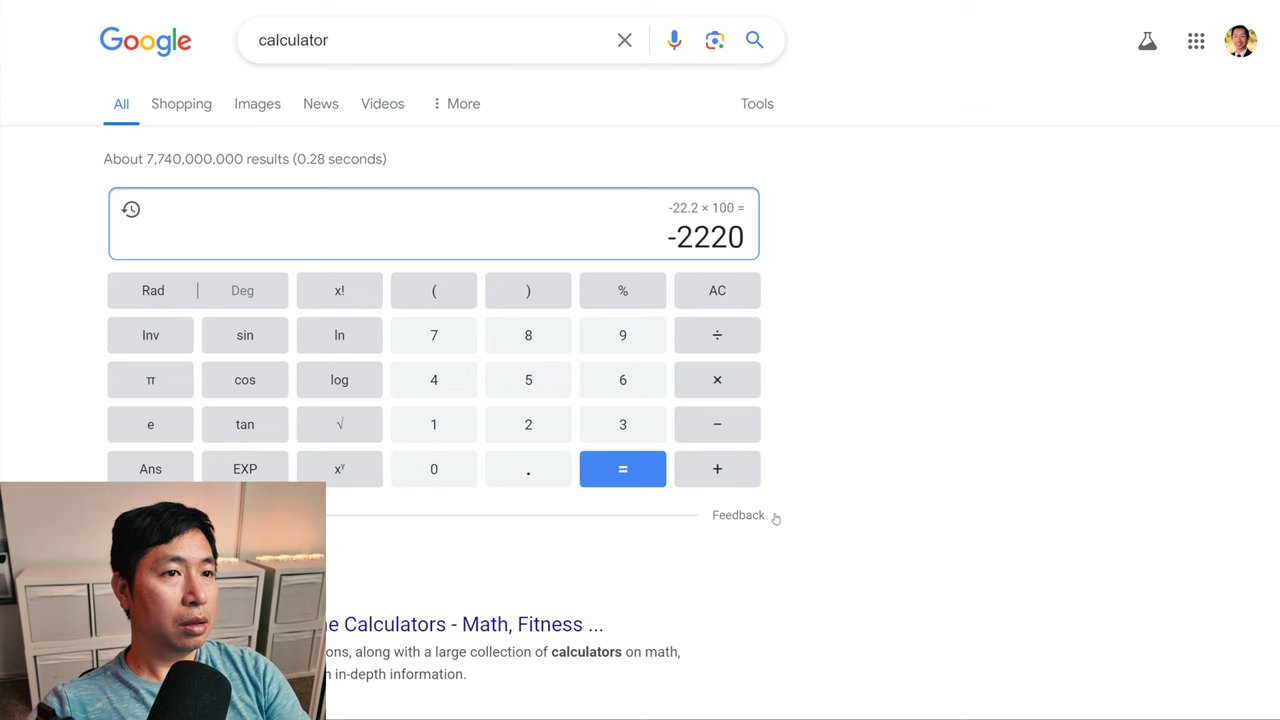 Google
calculator
All Shopping Images News Videos More Tools
About 7,740,000,000 results (0.28 seconds)
-22.2 × 100 =
-2220
Rad | Deg x! ( ) % AC
Inv sin ln 7 8 9 ÷
π cos log 4 5 6 ×
e tan √ 1 2 3 −
Ans EXP xʸ 0 . = +
Feedback
e Calculators - Math, Fitness ...
ons, along with a large collection of calculators on math,
in-depth information.